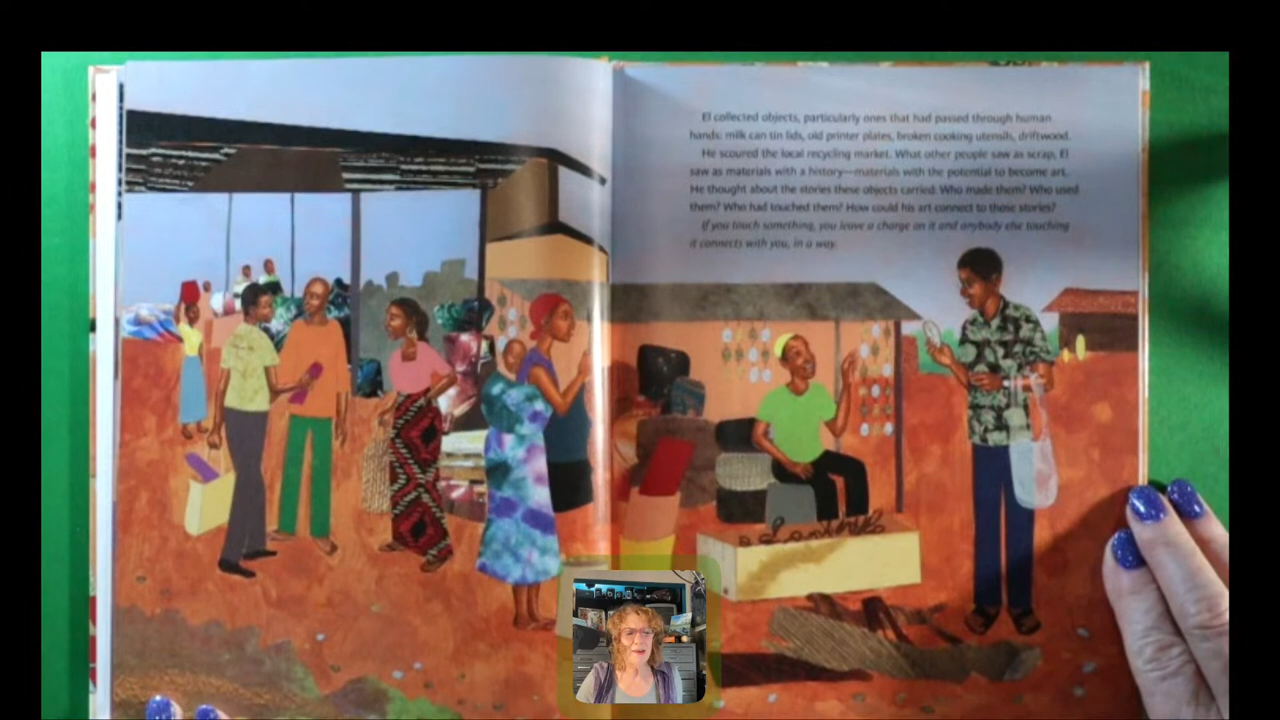 El collected objects, particularly ones that had passed through human
hands: milk can tin lids, old printer plates, broken cooking utensils, driftwood.
He scoured the local recycling market. What other people saw as scrap, El
saw as materials with a history—materials with the potential to become art.
He thought about the stories these objects carried: Who made them? Who used
them? Who had touched them? How could his art connect to those stories?
If you touch something, you leave a charge on it and anybody else touching
it connects with you, in a way.